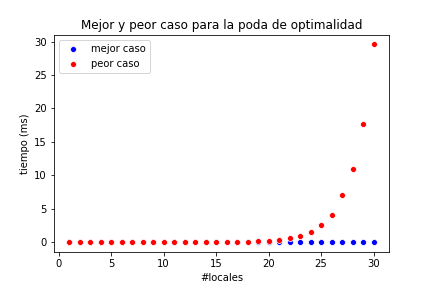 Mejor y peor caso para la poda de optimalidad
mejor caso
peor caso
30
25
20
15
10
5
0
tiempo (ms)
0 5 10 15 20 25 30
#locales